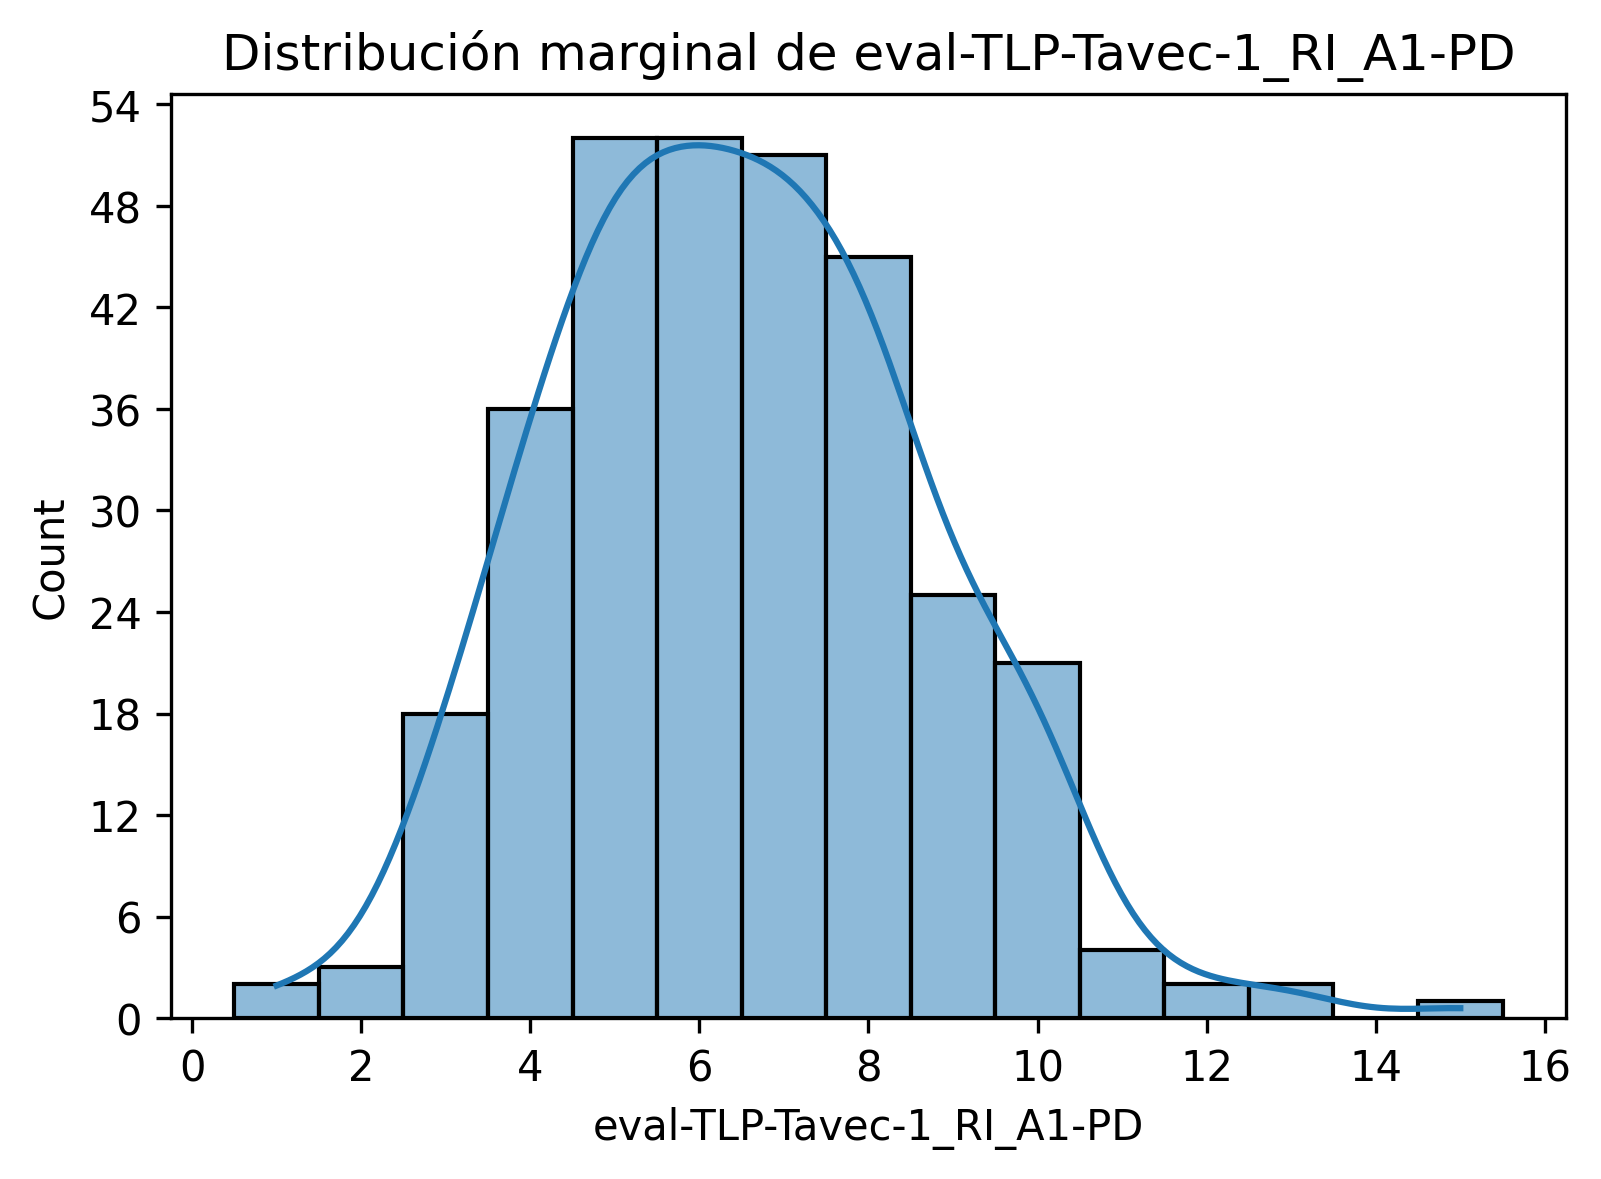 Distribución marginal de eval-TLP-Tavec-1_RI_A1-PD
54
48
42
36
30
24
18
12
6
0
Count
0 2 4 6 8 10 12 14 16
eval-TLP-Tavec-1_RI_A1-PD